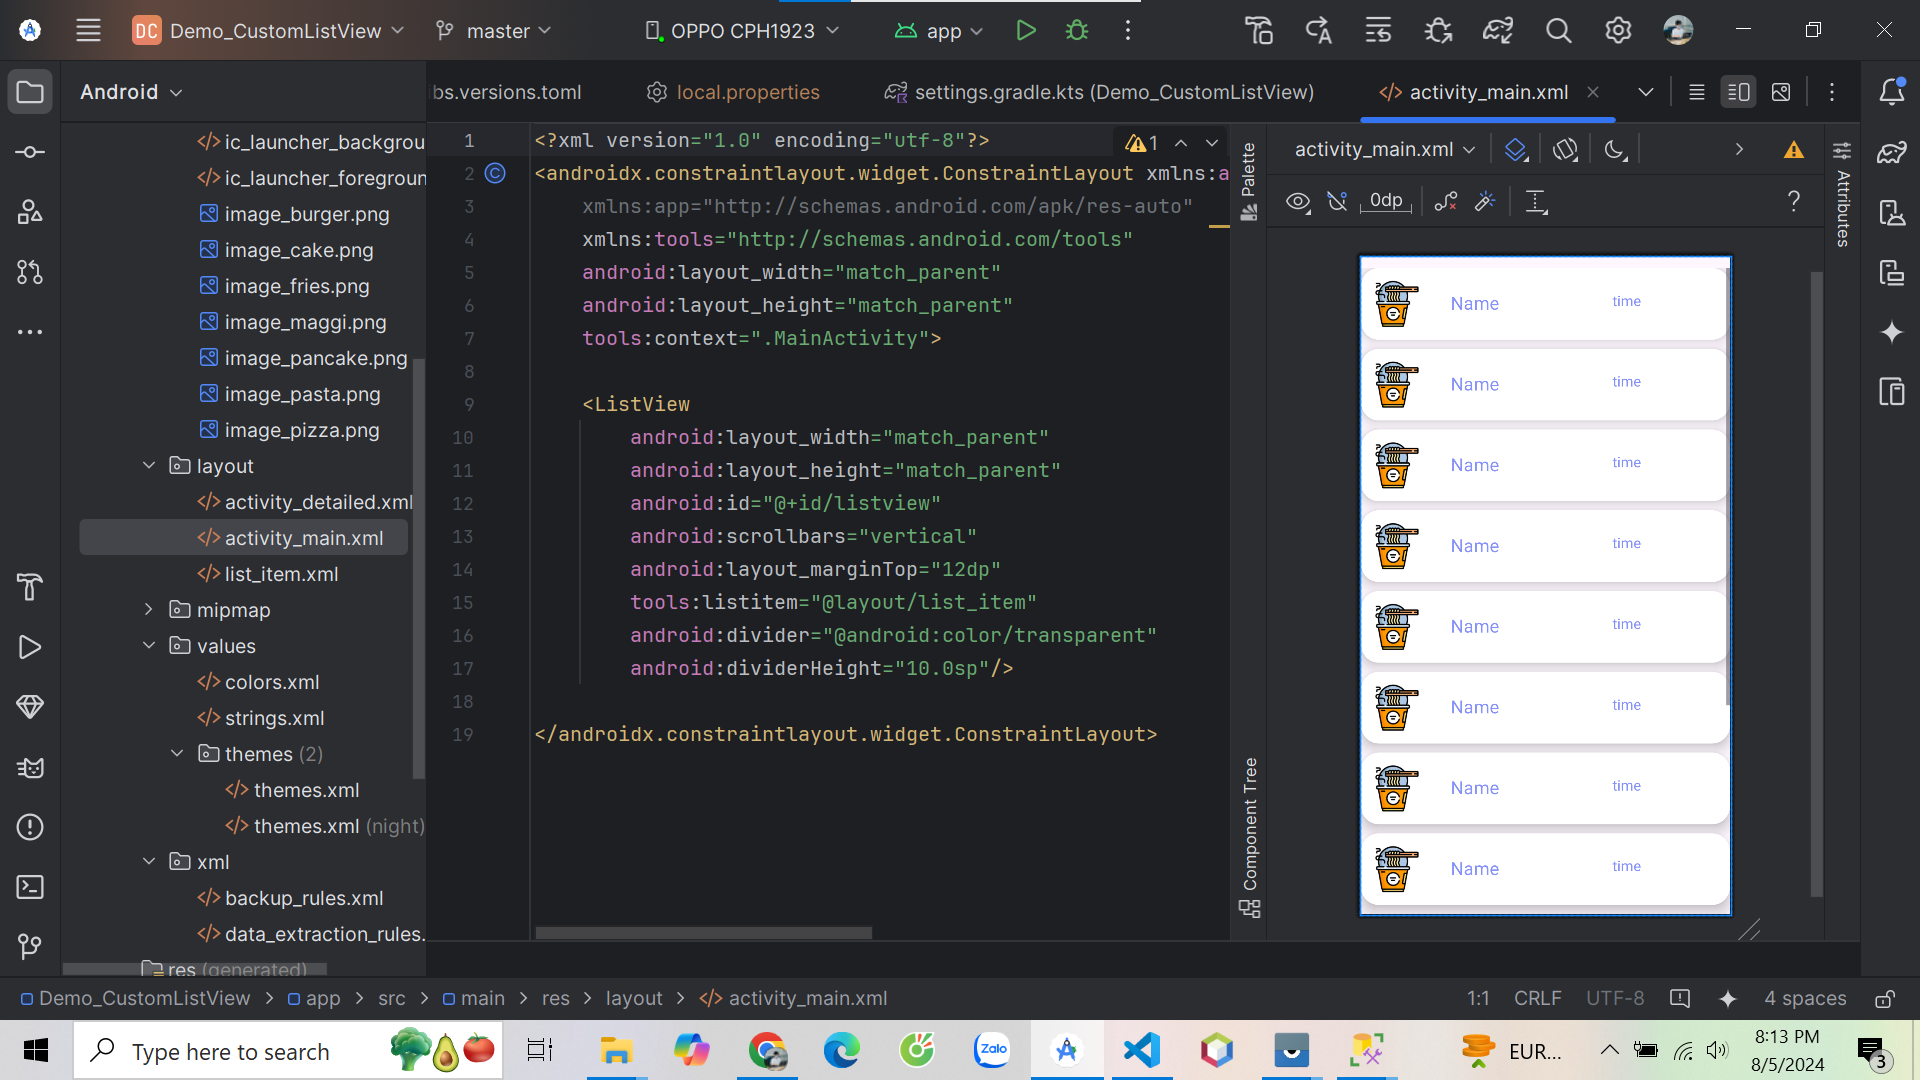 DC Demo_CustomListView master OPPO CPH1923 app
Android
bs.versions.toml local.properties settings.gradle.kts (Demo_CustomListView) activity_main.xml
ic_launcher_backgrou
ic_launcher_foregroun
image_burger.png
image_cake.png
image_fries.png
image_maggi.png
image_pancake.png
image_pasta.png
image_pizza.png
layout
activity_detailed.xml
activity_main.xml
list_item.xml
mipmap
values
colors.xml
strings.xml
themes (2)
themes.xml
themes.xml (night)
xml
backup_rules.xml
data_extraction_rules.
res (generated)
1 <?xml version="1.0" encoding="utf-8"?>
2 <androidx.constraintlayout.widget.ConstraintLayout xmlns:a
3 xmlns:app="http://schemas.android.com/apk/res-auto"
4 xmlns:tools="http://schemas.android.com/tools"
5 android:layout_width="match_parent"
6 android:layout_height="match_parent"
7 tools:context=".MainActivity">
8
9 <ListView
10 android:layout_width="match_parent"
11 android:layout_height="match_parent"
12 android:id="@+id/listview"
13 android:scrollbars="vertical"
14 android:layout_marginTop="12dp"
15 tools:listitem="@layout/list_item"
16 android:divider="@android:color/transparent"
17 android:dividerHeight="10.0sp"/>
18
19 </androidx.constraintlayout.widget.ConstraintLayout>
1
Palette
Component Tree
activity_main.xml
0dp
?
Attributes
Name time
Name time
Name time
Name time
Name time
Name time
Name time
Name time
Demo_CustomListView > app > src > main > res > layout > activity_main.xml
1:1 CRLF UTF-8 4 spaces
Type here to search
Zalo
EUR...
8:13 PM
8/5/2024
3